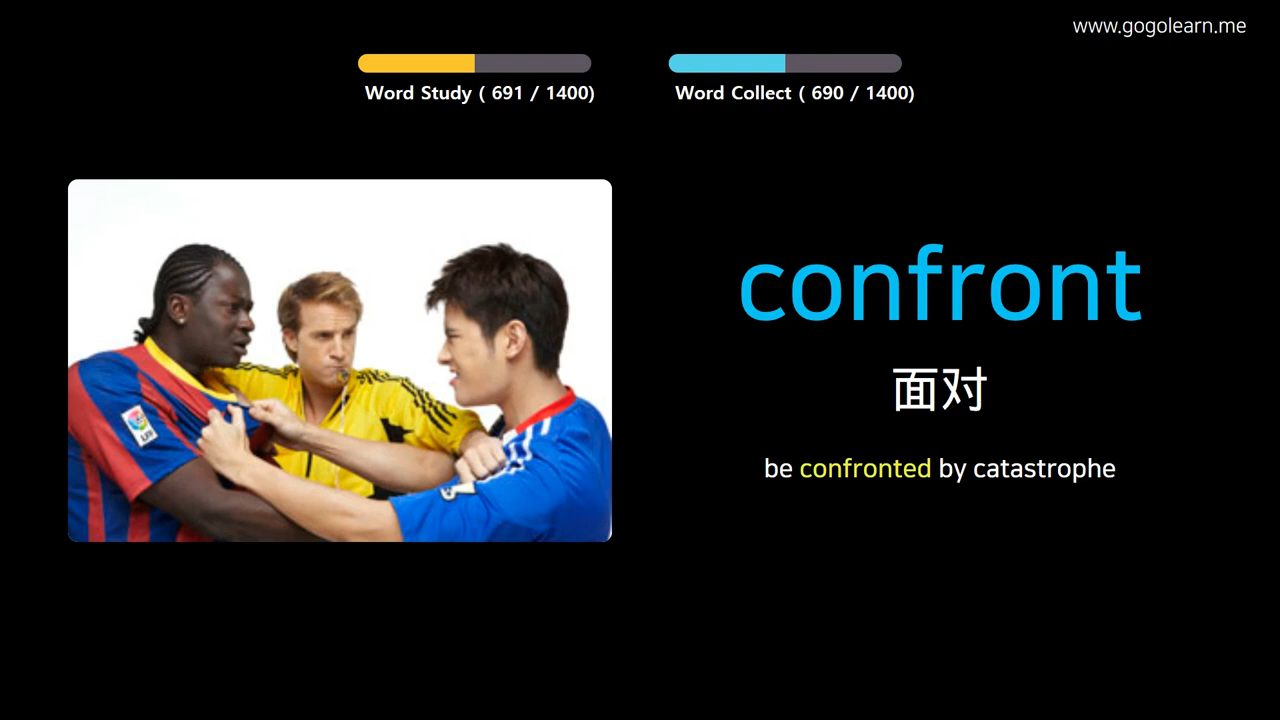 www.gogolearn.me
Word Study ( 691 / 1400)
Word Collect ( 690 / 1400)
confront
面对
be confronted by catastrophe